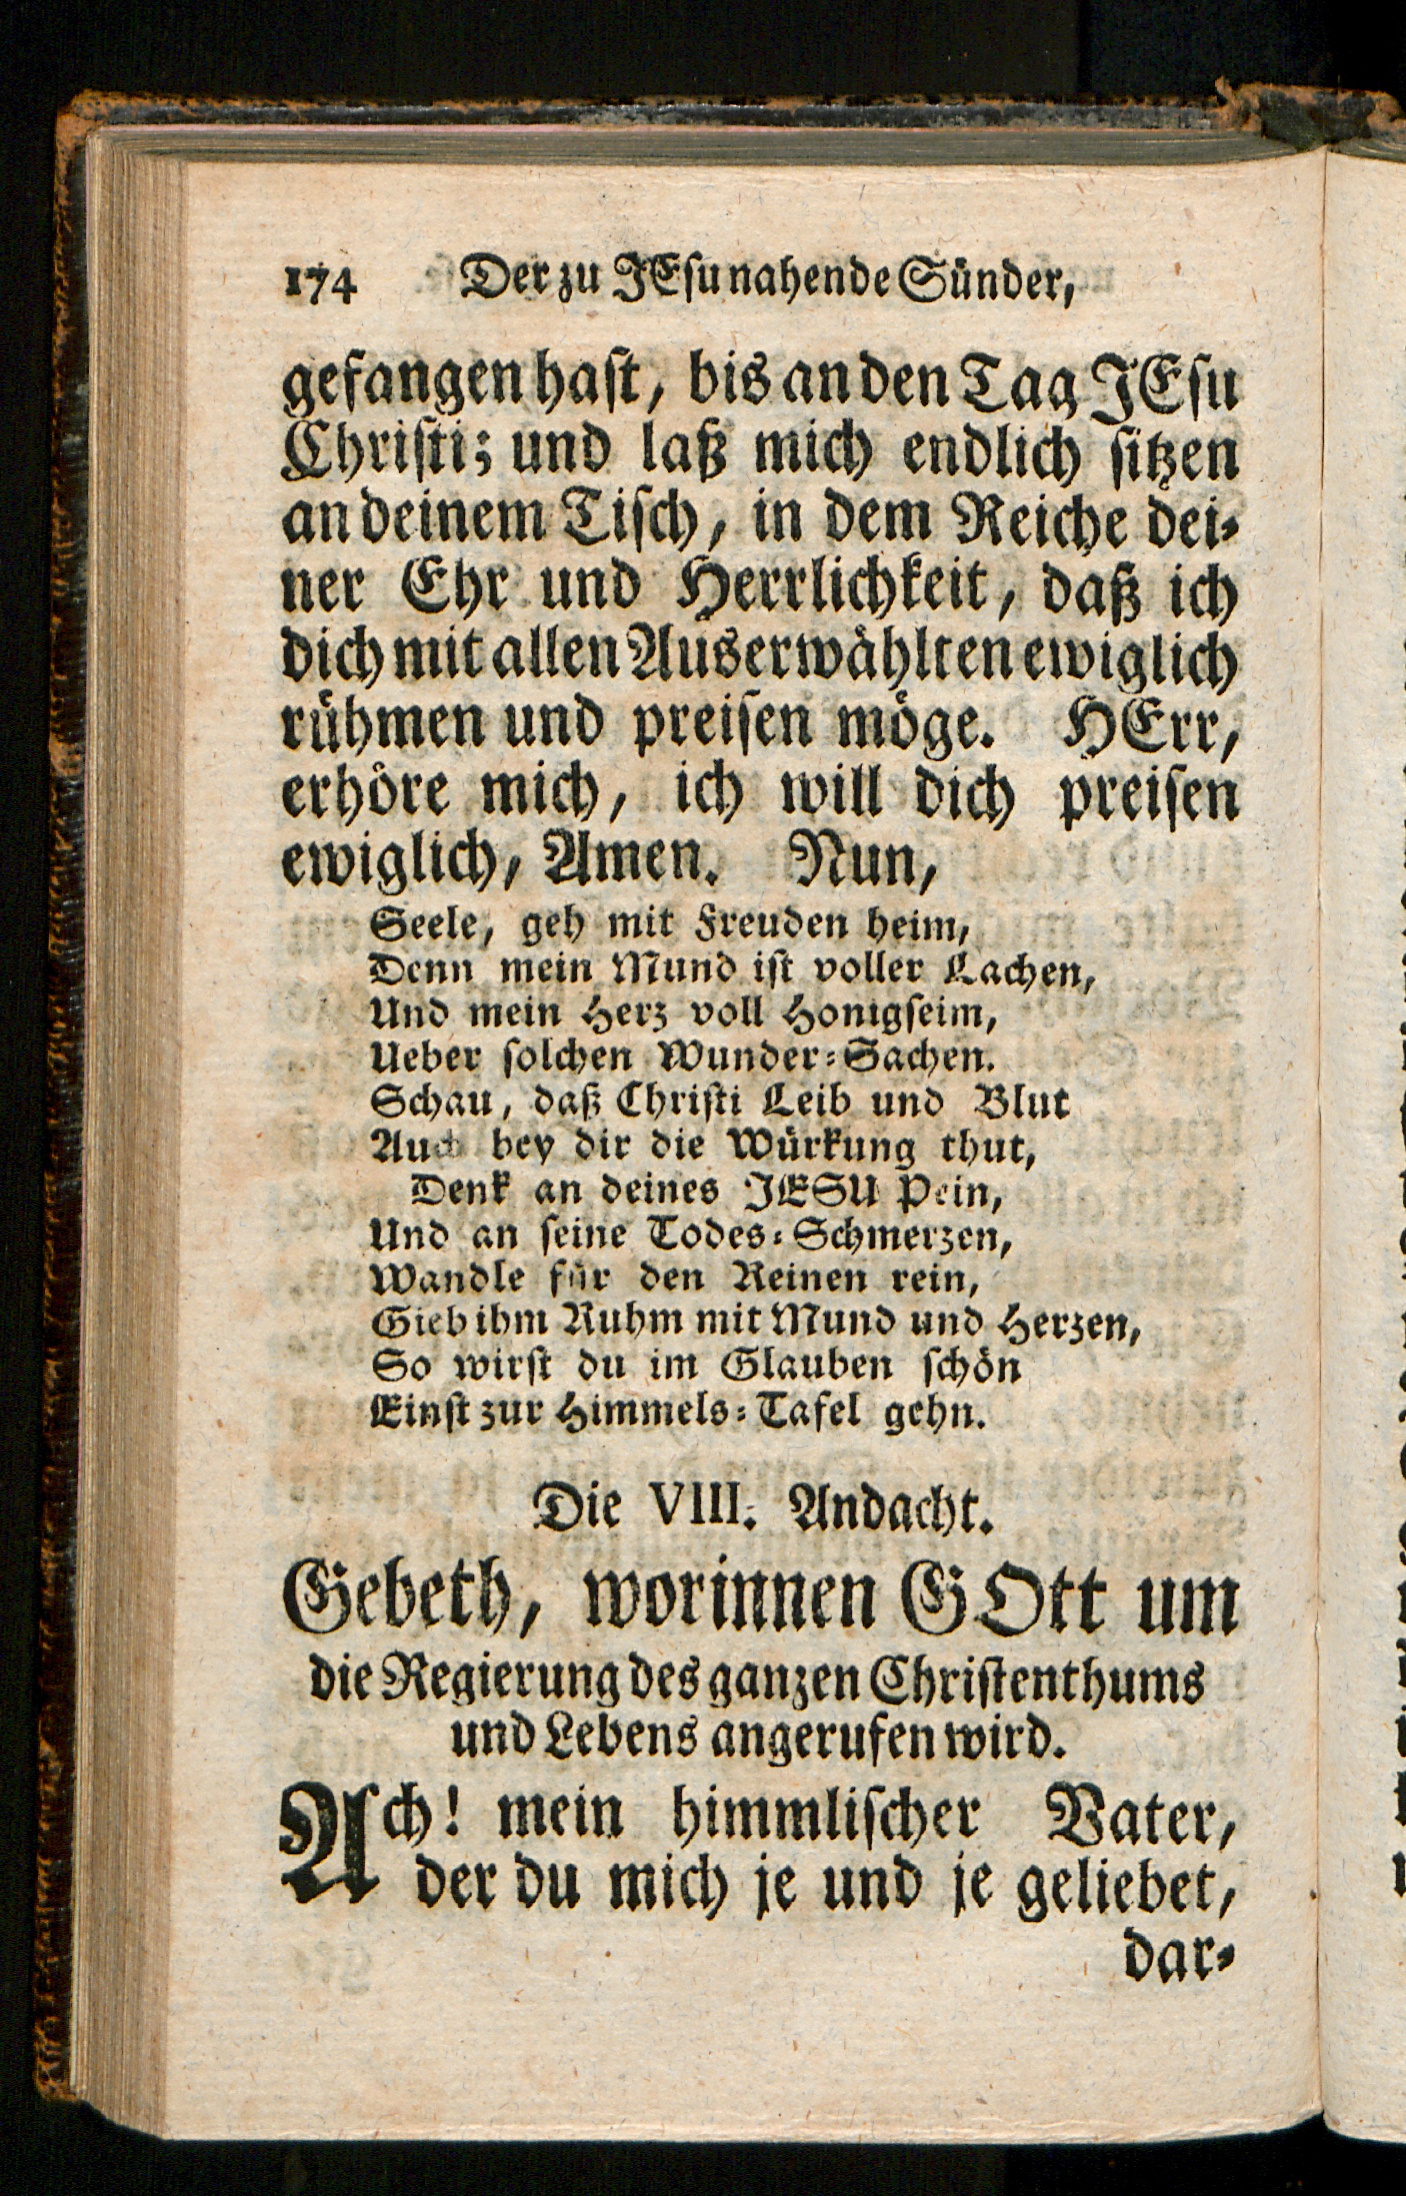 174 Der zu JEsu nahende Sünder,
gefangen hast, bis an den Tag JEsu
Christi; und laß mich endlich sitzen
an deinem Tisch, in dem Reiche dei-
ner Ehr und Herrlichkeit, daß ich
dich mit allen Auserwählten ewiglich
rühmen und preisen möge. HErr,
erhöre mich, ich will dich preisen
ewiglich, Amen. Nun,
Seele, geh mit Freuden heim,
Denn mein Mund ist voller Lachen,
Und mein Herz voll Honigseim,
Ueber solchen Wunder-Sachen.
Schau, daß Christi Leib und Blut
Auch bey dir die Würkung thut,
Denk an deines JESU Pein,
Und an seine Todes-Schmerzen,
Wandle für den Reinen rein,
Gieb ihm Ruhm mit Mund und Herzen,
So wirst du im Glauben schön
Einst zur Himmels-Tafel gehn.
Die VIII. Andacht.
Gebeth, worinnen GOtt um
die Regierung des ganzen Christenthums
und Lebens angerufen wird.
Ach! mein himmlischer Vater,
der du mich je und je geliebet,
dar-